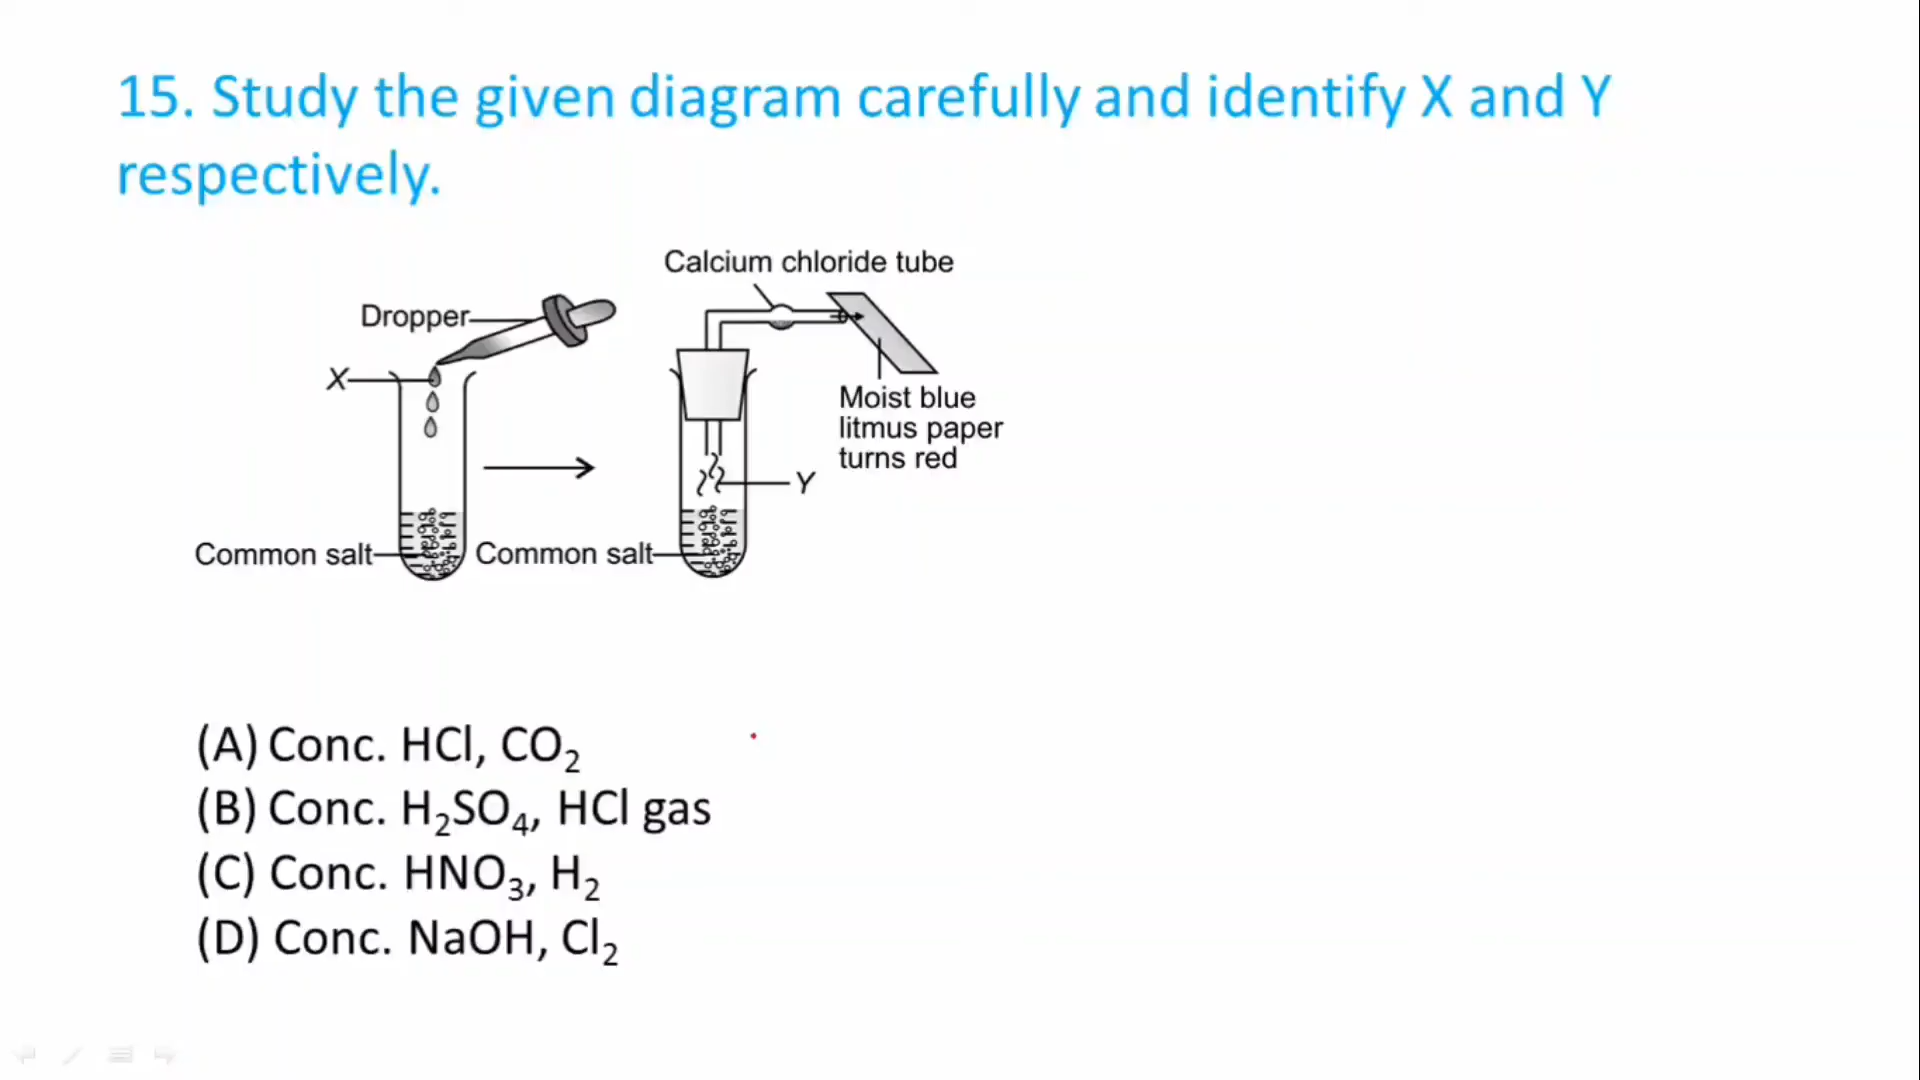 15. Study the given diagram carefully and identify X and Y
respectively.
Calcium chloride tube
Dropper
X
Moist blue
litmus paper
turns red
Y
Common salt
Common salt
(A) Conc. HCl, CO₂
(B) Conc. H₂SO₄, HCl gas
(C) Conc. HNO₃, H₂
(D) Conc. NaOH, Cl₂